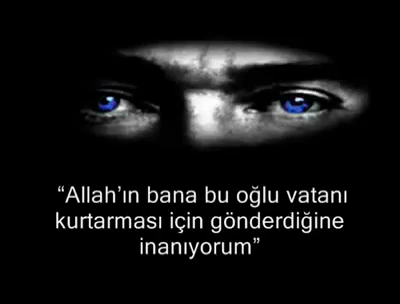 “Allah’ın bana bu oğlu vatanı
kurtarması için gönderdiğine
inanıyorum”